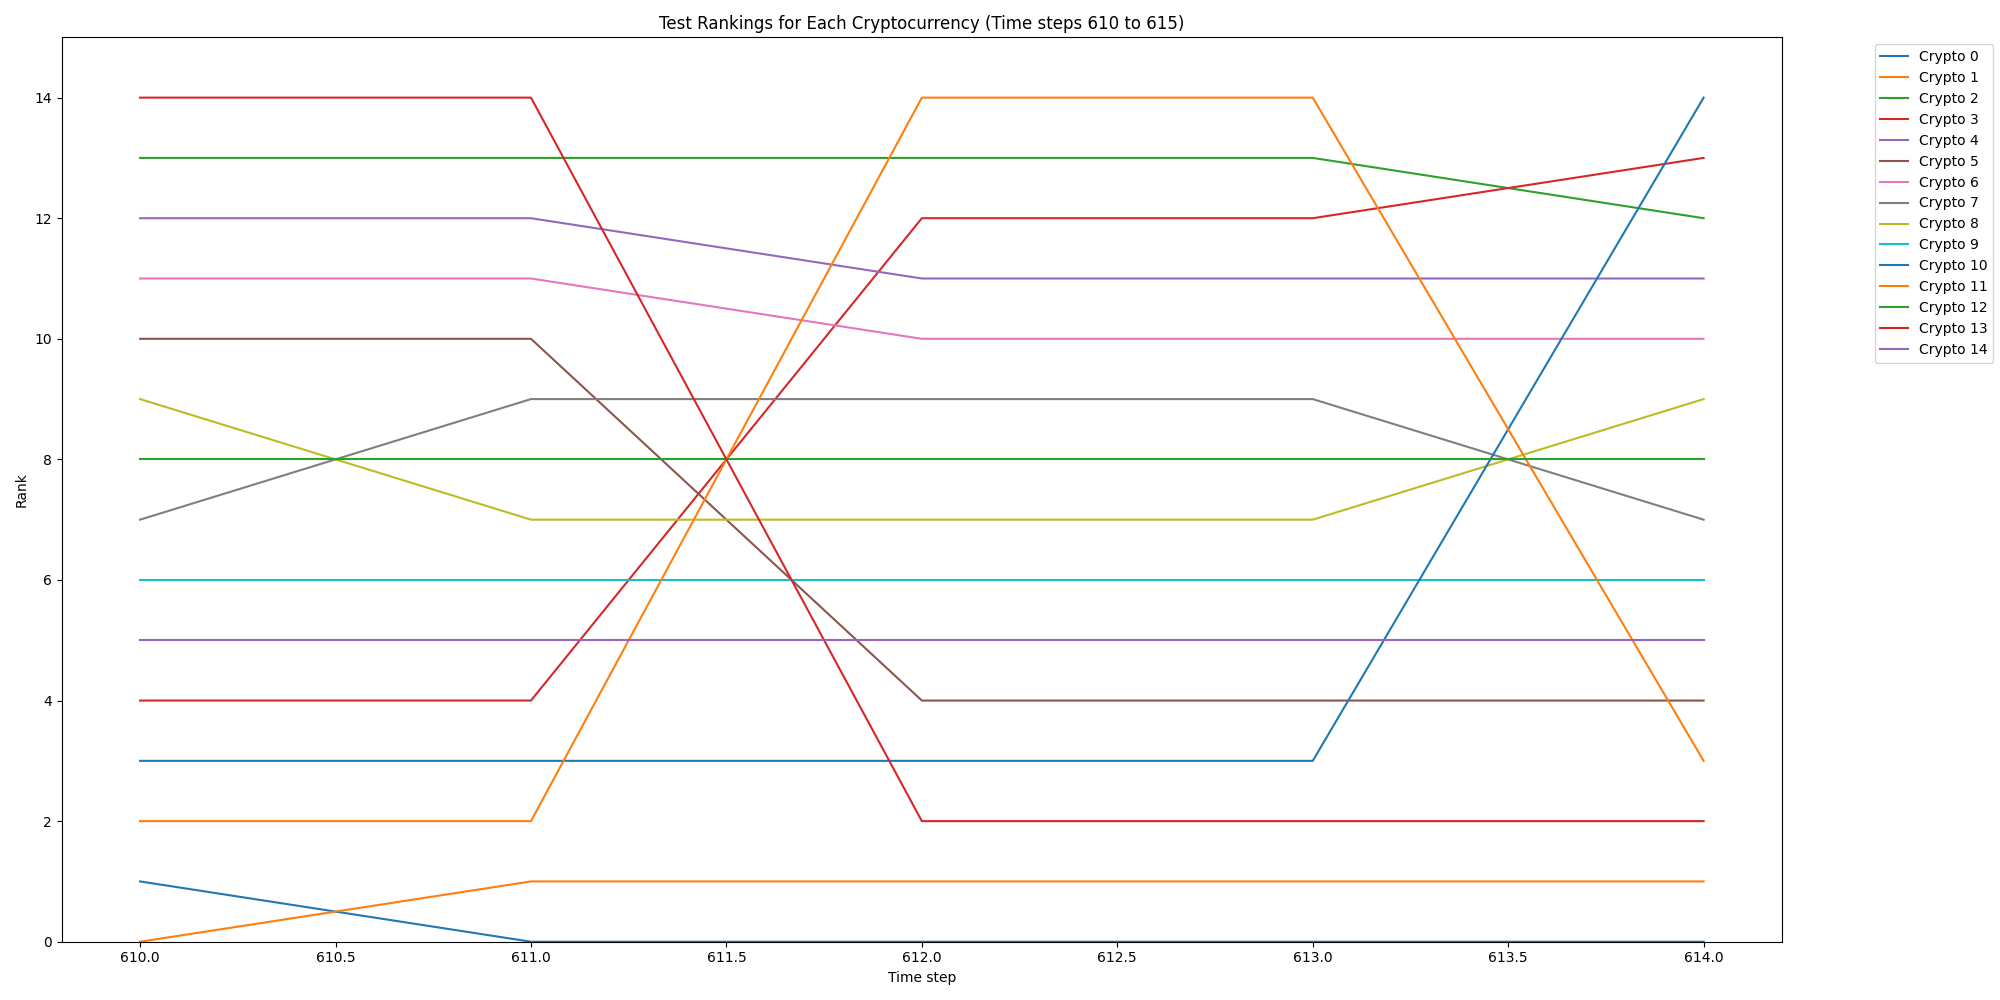 Test Rankings for Each Cryptocurrency (Time steps 610 to 615)
Rank
14
12
10
8
6
4
2
0
610.0 610.5 611.0 611.5 612.0 612.5 613.0 613.5 614.0
Time step
Crypto 0
Crypto 1
Crypto 2
Crypto 3
Crypto 4
Crypto 5
Crypto 6
Crypto 7
Crypto 8
Crypto 9
Crypto 10
Crypto 11
Crypto 12
Crypto 13
Crypto 14